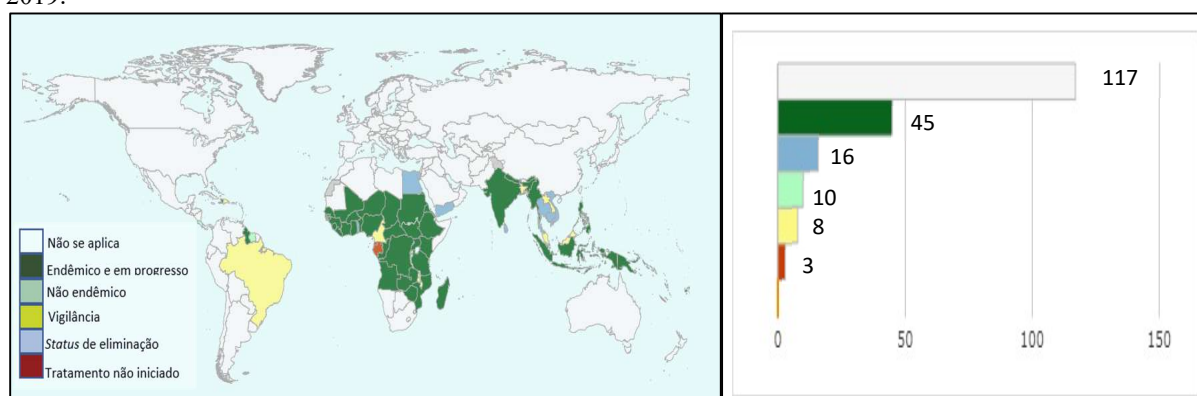 2019.
Não se aplica
Endêmico e em progresso
Não endêmico
Vigilância
Status de eliminação
Tratamento não iniciado
117
45
16
10
8
3
0 50 100 150